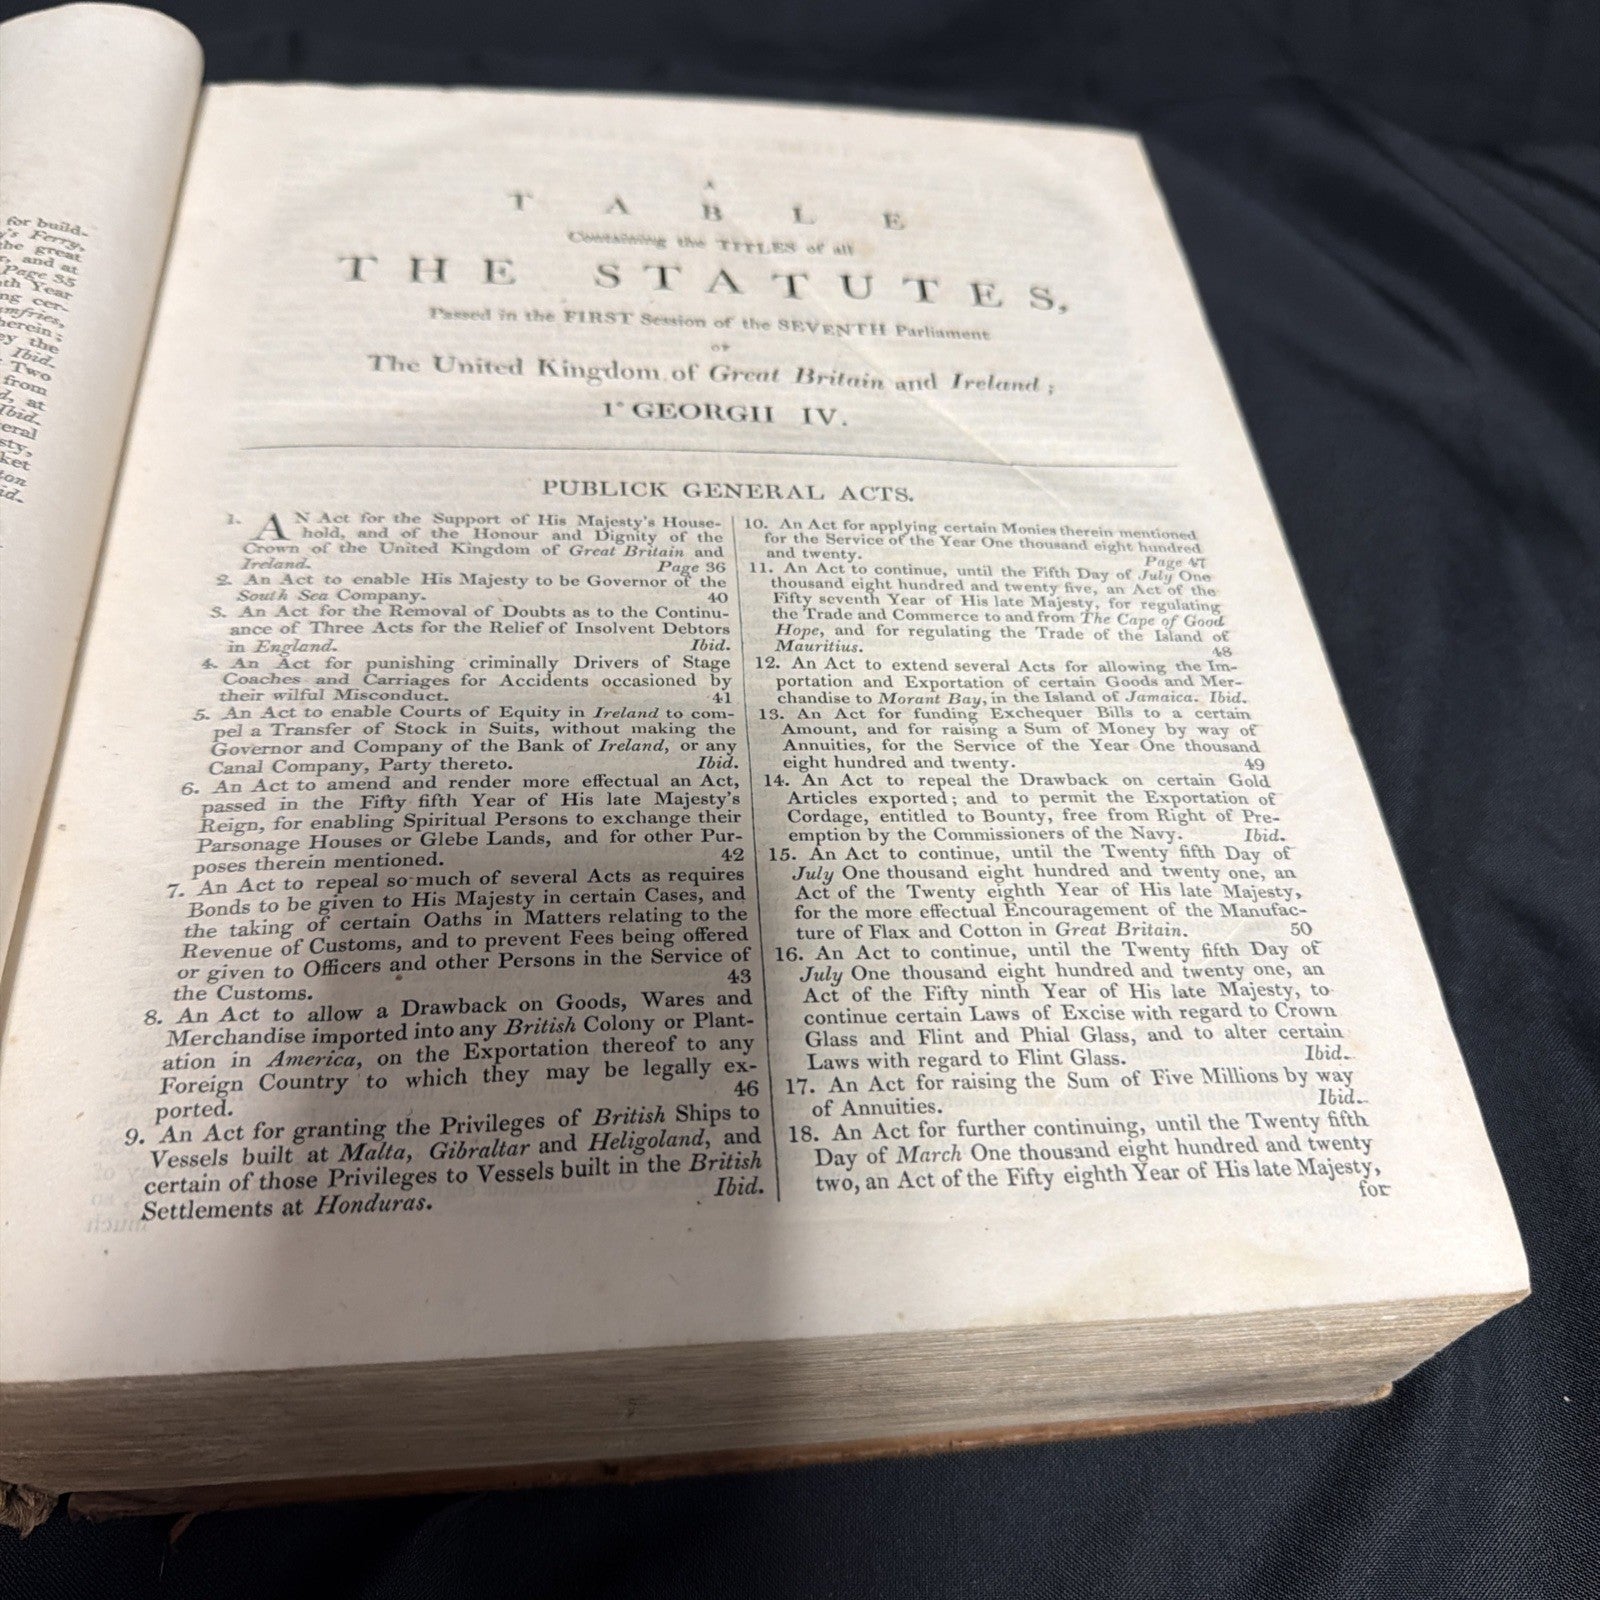 for build-
's Ferry,
the great
r, and at
Page 35
th Year
ng cer-
mfries,
herein;
ey the
Ibid.
Two
from
d, at
Ibid.
eral
sty,
ket
ton
id.
A
TABLE
Containing the TITLES of all
THE STATUTES,
Passed in the FIRST Session of the SEVENTH Parliament
OF
The United Kingdom of Great Britain and Ireland;
1° GEORGII IV.
PUBLICK GENERAL ACTS.
1. AN Act for the Support of His Majesty's House-
hold, and of the Honour and Dignity of the
Crown of the United Kingdom of Great Britain and
Ireland. Page 36
2. An Act to enable His Majesty to be Governor of the
South Sea Company. 40
3. An Act for the Removal of Doubts as to the Continu-
ance of Three Acts for the Relief of Insolvent Debtors
in England. Ibid.
4. An Act for punishing criminally Drivers of Stage
Coaches and Carriages for Accidents occasioned by
their wilful Misconduct. 41
5. An Act to enable Courts of Equity in Ireland to com-
pel a Transfer of Stock in Suits, without making the
Governor and Company of the Bank of Ireland, or any
Canal Company, Party thereto. Ibid.
6. An Act to amend and render more effectual an Act,
passed in the Fifty fifth Year of His late Majesty's
Reign, for enabling Spiritual Persons to exchange their
Parsonage Houses or Glebe Lands, and for other Pur-
poses therein mentioned. 42
7. An Act to repeal so much of several Acts as requires
Bonds to be given to His Majesty in certain Cases, and
the taking of certain Oaths in Matters relating to the
Revenue of Customs, and to prevent Fees being offered
or given to Officers and other Persons in the Service of
the Customs. 43
8. An Act to allow a Drawback on Goods, Wares and
Merchandise imported into any British Colony or Plant-
ation in America, on the Exportation thereof to any
Foreign Country to which they may be legally ex-
ported. 46
9. An Act for granting the Privileges of British Ships to
Vessels built at Malta, Gibraltar and Heligoland, and
certain of those Privileges to Vessels built in the British
Settlements at Honduras. Ibid.
10. An Act for applying certain Monies therein mentioned
for the Service of the Year One thousand eight hundred
and twenty. Page 47
11. An Act to continue, until the Fifth Day of July One
thousand eight hundred and twenty five, an Act of the
Fifty seventh Year of His late Majesty, for regulating
the Trade and Commerce to and from The Cape of Good
Hope, and for regulating the Trade of the Island of
Mauritius. 48
12. An Act to extend several Acts for allowing the Im-
portation and Exportation of certain Goods and Mer-
chandise to Morant Bay, in the Island of Jamaica. Ibid.
13. An Act for funding Exchequer Bills to a certain
Amount, and for raising a Sum of Money by way of
Annuities, for the Service of the Year One thousand
eight hundred and twenty. 49
14. An Act to repeal the Drawback on certain Gold
Articles exported; and to permit the Exportation of
Cordage, entitled to Bounty, free from Right of Pre-
emption by the Commissioners of the Navy. Ibid.
15. An Act to continue, until the Twenty fifth Day of
July One thousand eight hundred and twenty one, an
Act of the Twenty eighth Year of His late Majesty,
for the more effectual Encouragement of the Manufac-
ture of Flax and Cotton in Great Britain. 50
16. An Act to continue, until the Twenty fifth Day of
July One thousand eight hundred and twenty one, an
Act of the Fifty ninth Year of His late Majesty, to
continue certain Laws of Excise with regard to Crown
Glass and Flint and Phial Glass, and to alter certain
Laws with regard to Flint Glass. Ibid.
17. An Act for raising the Sum of Five Millions by way
of Annuities. Ibid.
18. An Act for further continuing, until the Twenty fifth
Day of March One thousand eight hundred and twenty
two, an Act of the Fifty eighth Year of His late Majesty,
for